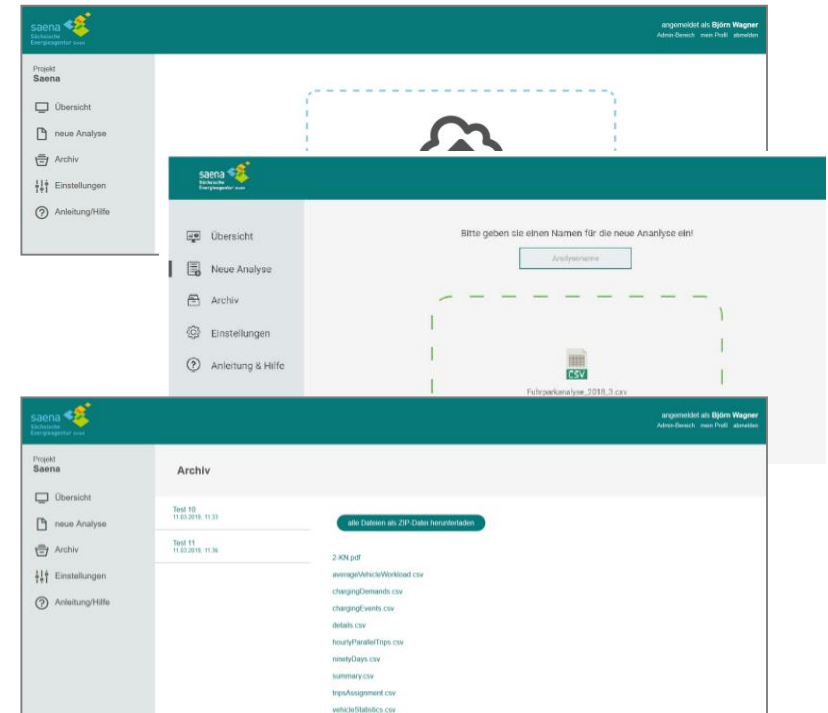 saena
Sächsische
Energieagentur GmbH
angemeldet als Björn Wagner
Admin-Bereich mein Profil abmelden
Projekt
Saena
Übersicht
neue Analyse
Archiv
Einstellungen
Anleitung/Hilfe
saena
Sächsische
Energieagentur GmbH
Übersicht
Neue Analyse
Archiv
Einstellungen
Anleitung & Hilfe
Bitte geben sie einen Namen für die neue Ananlyse ein!
Analysename
CSV
Fuhrparkanalyse_2018_3.csv
saena
Sächsische
Energieagentur GmbH
angemeldet als Björn Wagner
Admin-Bereich mein Profil abmelden
Projekt
Saena
Übersicht
neue Analyse
Archiv
Einstellungen
Anleitung/Hilfe
Archiv
Test 10
11.03.2019, 11:33
Test 11
11.03.2019, 11:36
alle Dateien als ZIP-Datei herunterladen
2-KN.pdf
averageVehicleWorkload.csv
chargingDemands.csv
chargingEvents.csv
details.csv
hourlyParallelTrips.csv
ninetyDays.csv
summary.csv
tripsAssignment.csv
vehicleStatistics.csv